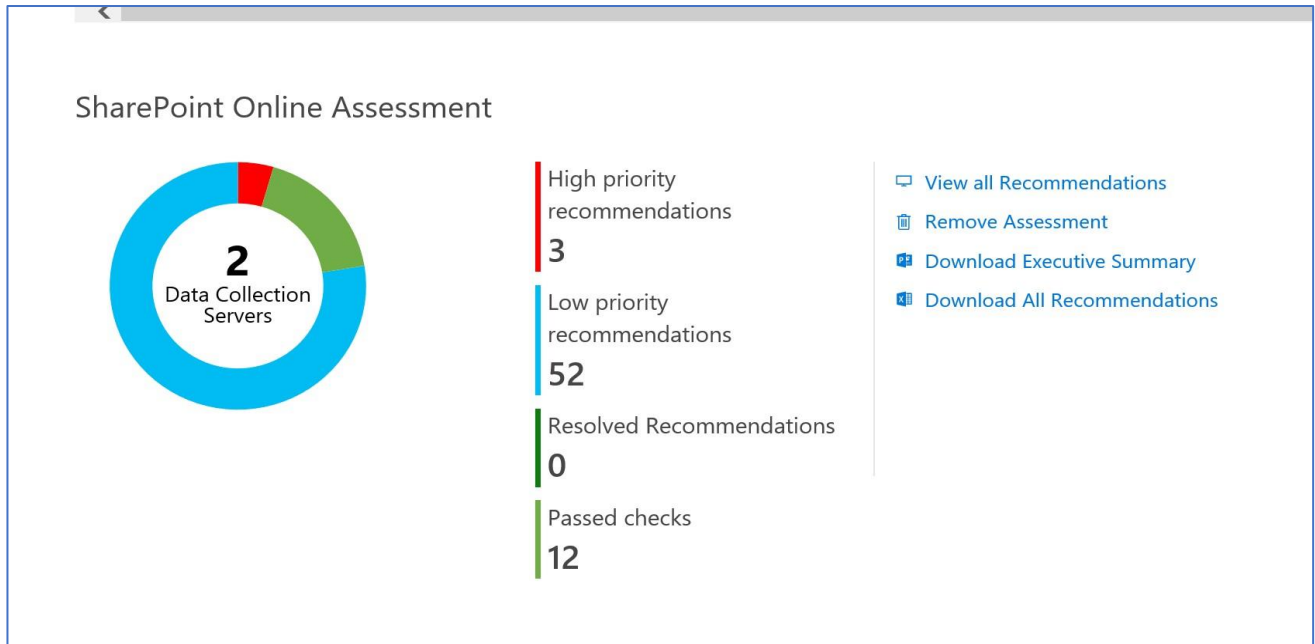 SharePoint Online Assessment
2
Data Collection
Servers
High priority
recommendations
3
Low priority
recommendations
52
Resolved Recommendations
0
Passed checks
12
View all Recommendations
Remove Assessment
Download Executive Summary
Download All Recommendations